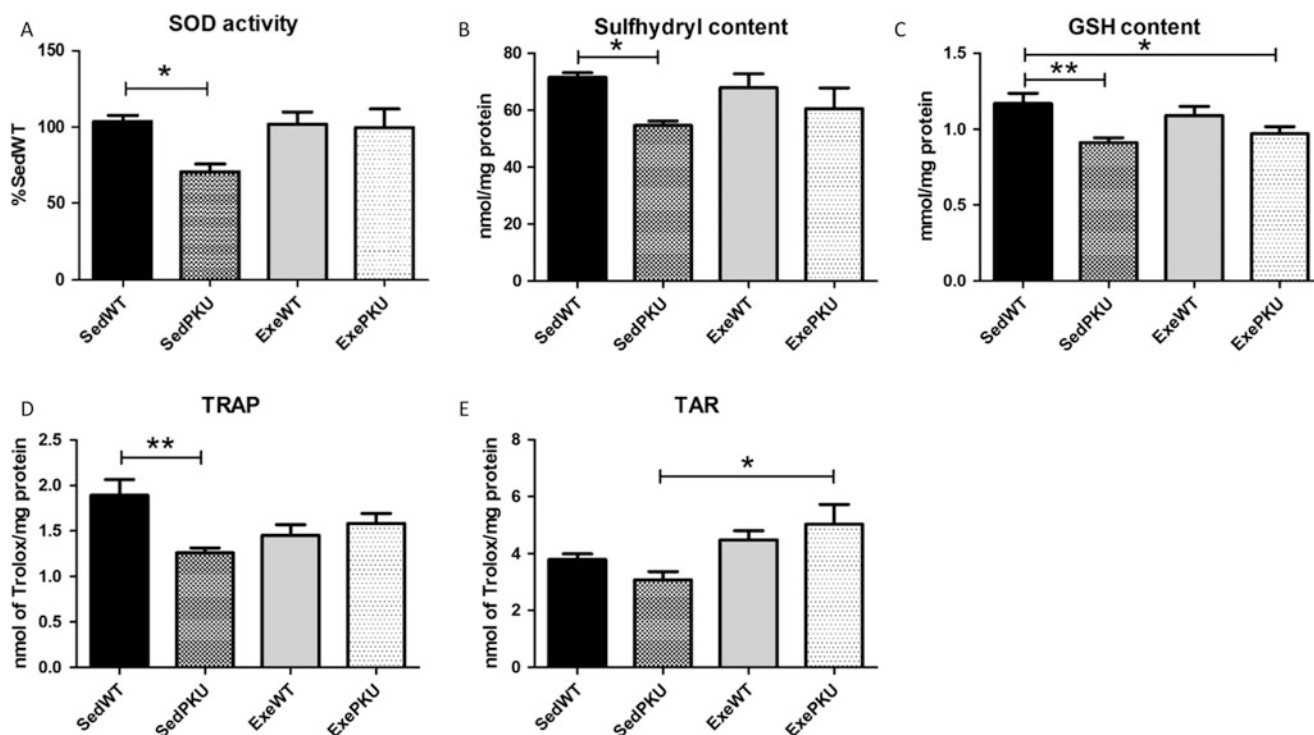 A
SOD activity
%SedWT
150
100
50
0
*
SedWT
SedPKU
ExeWT
ExePKU
B
Sulfhydryl content
nmol/mg protein
80
60
40
20
0
*
SedWT
SedPKU
ExeWT
ExePKU
C
GSH content
mmol/mg protein
1.5
1.0
0.5
0.0
*
**
SedWT
SedPKU
ExeWT
ExePKU
D
TRAP
nmol of Trolox/mg protein
2.5
2.0
1.5
1.0
0.5
0.0
**
SedWT
SedPKU
ExeWT
ExePKU
E
TAR
nmol of Trolox/mg protein
8
6
4
2
0
*
SedWT
SedPKU
ExeWT
ExePKU